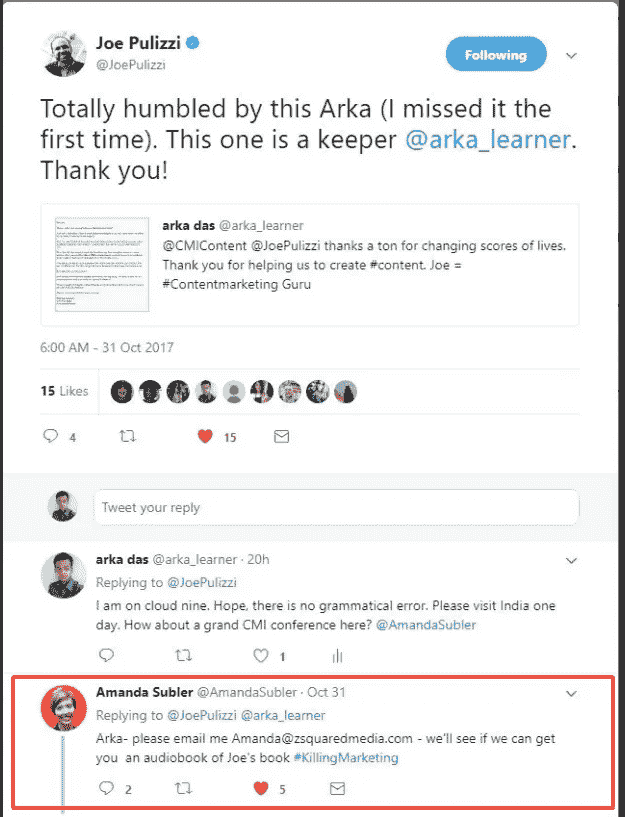 Joe Pulizzi
@JoePulizzi
Following
Totally humbled by this Arka (I missed it the
first time). This one is a keeper @arka_learner.
Thank you!
arka das @arka_learner
@CMIContent @JoePulizzi thanks a ton for changing scores of lives.
Thank you for helping us to create #content. Joe =
#Contentmarketing Guru
6:00 AM - 31 Oct 2017
15 Likes
4 15
Tweet your reply
arka das @arka_learner · 20h
Replying to @JoePulizzi
I am on cloud nine. Hope, there is no grammatical error. Please visit India one
day. How about a grand CMI conference here? @AmandaSubler
1
Amanda Subler @AmandaSubler · Oct 31
Replying to @JoePulizzi @arka_learner
Arka- please email me Amanda@zsquaredmedia.com - we'll see if we can get
you an audiobook of Joe's book #KillingMarketing
2 5